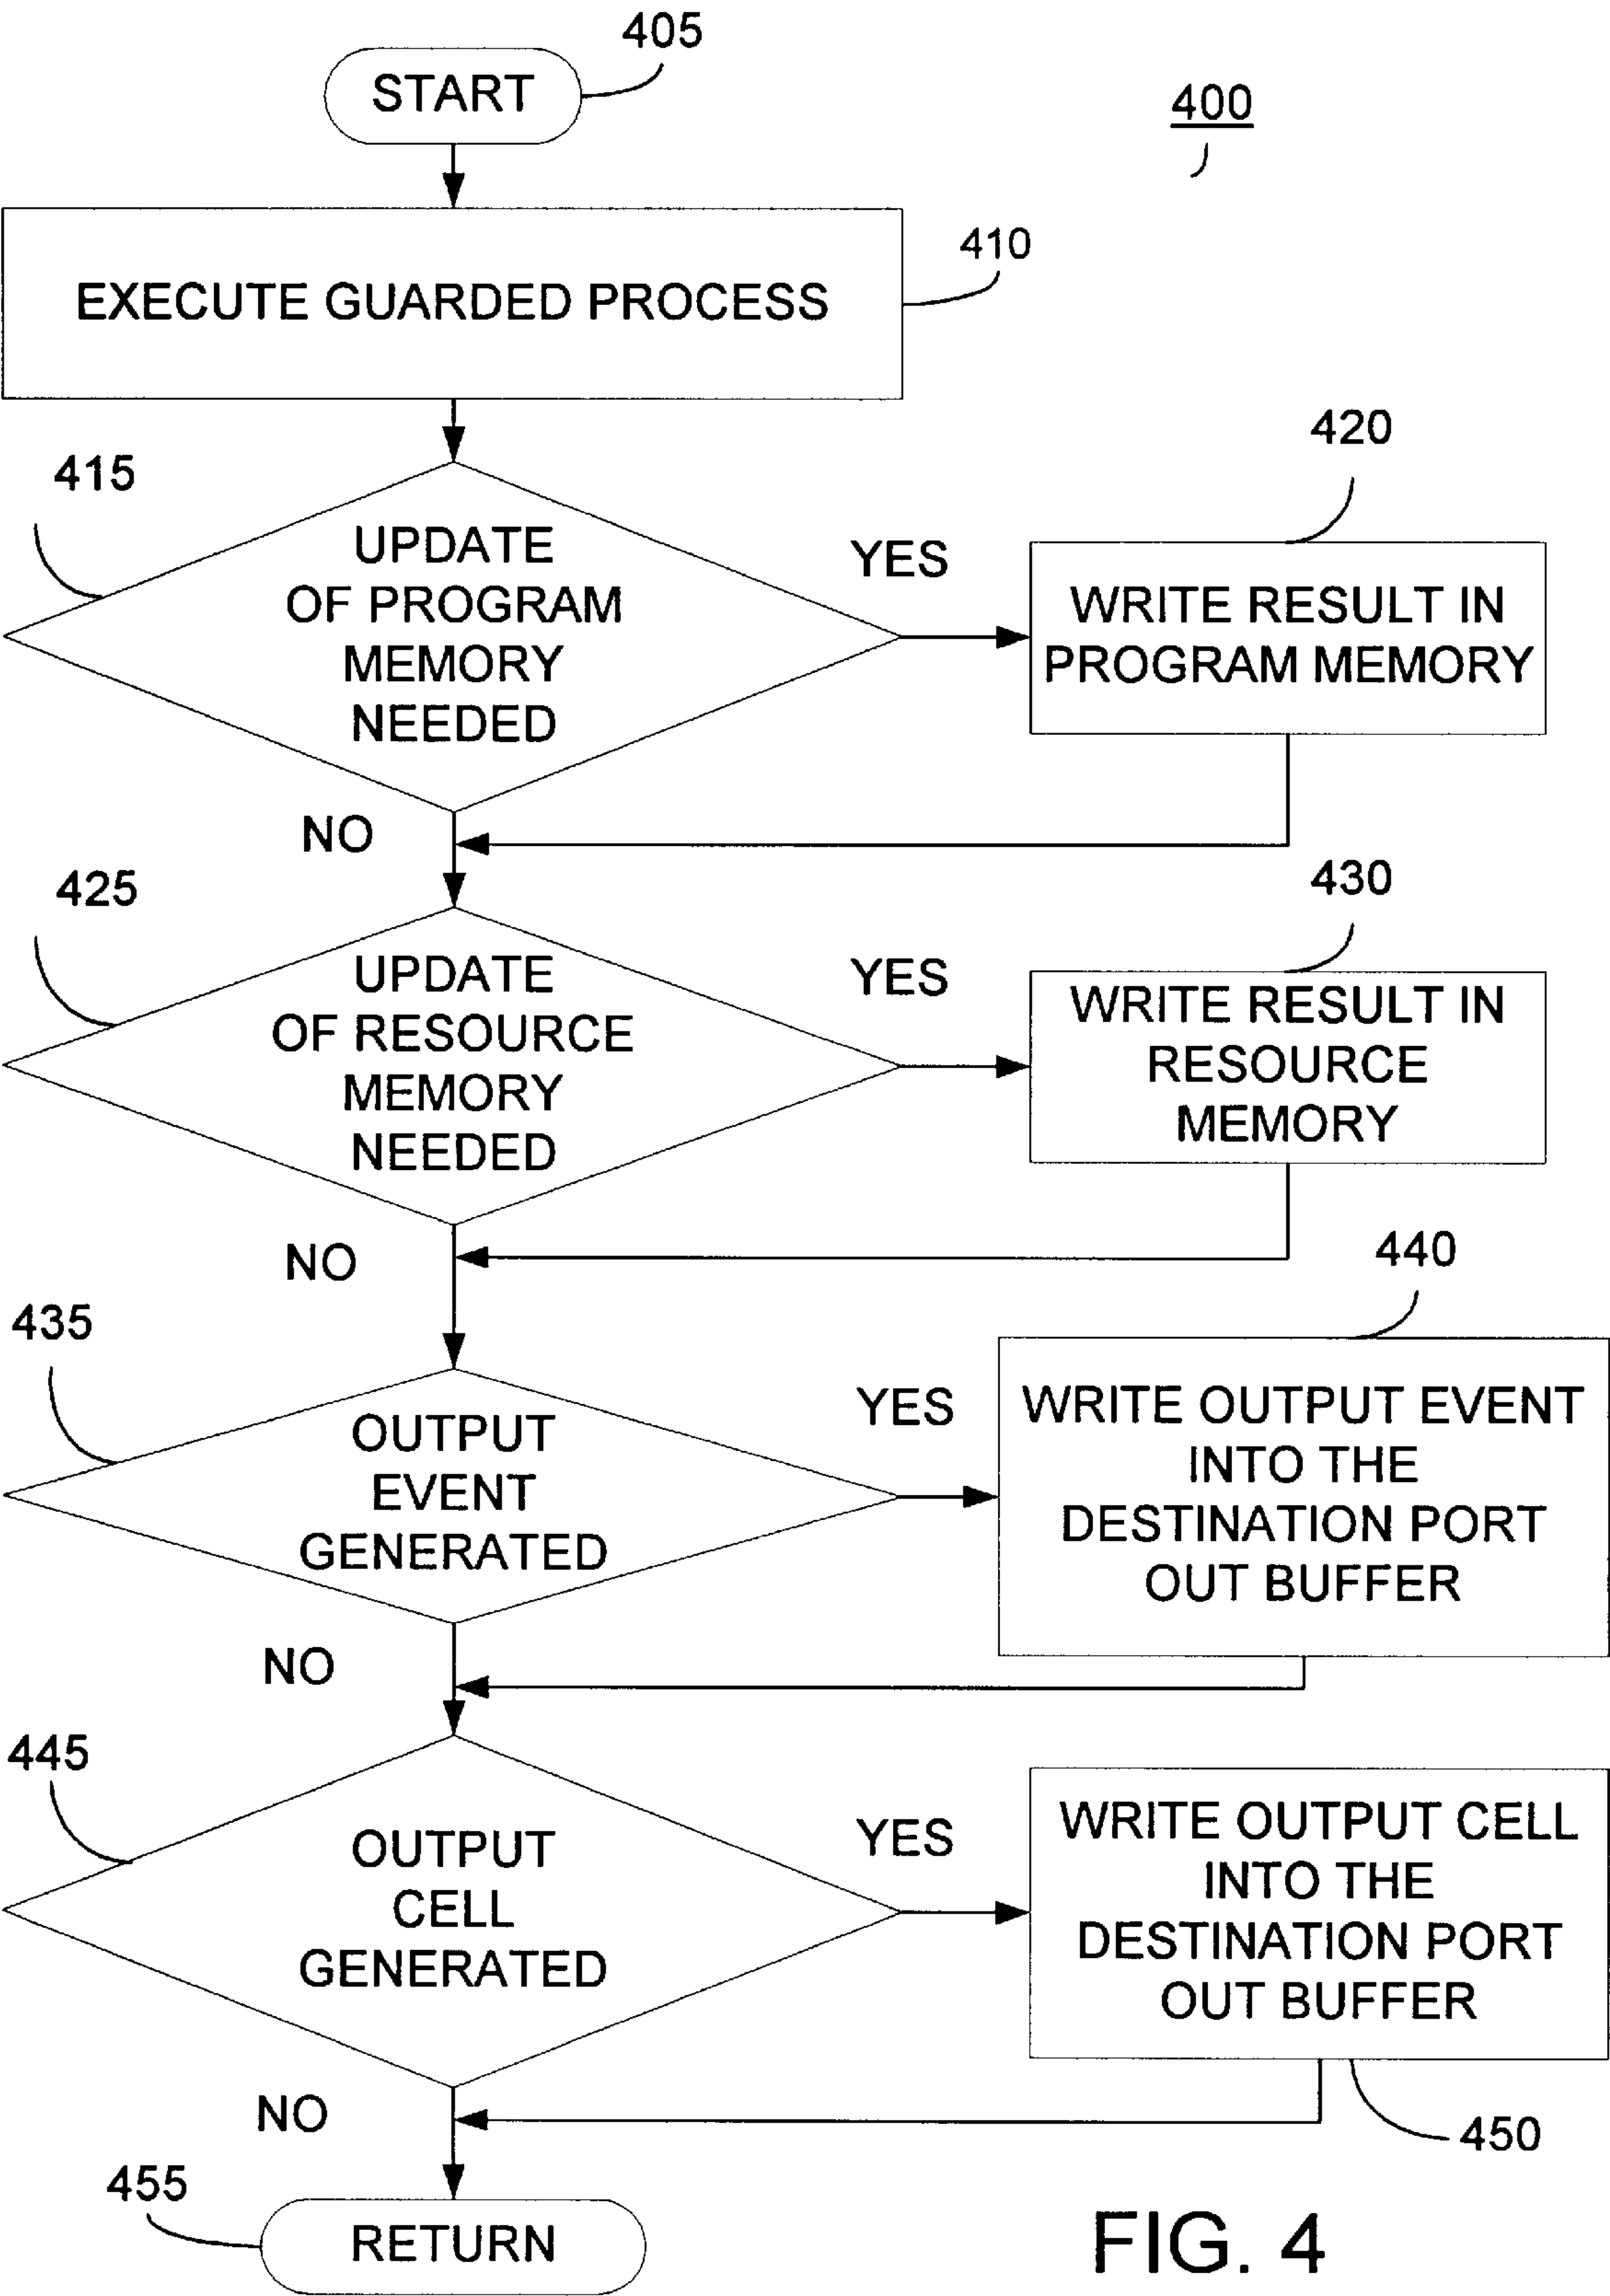 405
START
400
410
EXECUTE GUARDED PROCESS
420
415
UPDATE
OF PROGRAM
MEMORY
NEEDED
YES
WRITE RESULT IN
PROGRAM MEMORY
NO
425
430
UPDATE
OF RESOURCE
MEMORY
NEEDED
YES
WRITE RESULT IN
RESOURCE
MEMORY
NO
440
435
OUTPUT
EVENT
GENERATED
YES
WRITE OUTPUT EVENT
INTO THE
DESTINATION PORT
OUT BUFFER
NO
445
OUTPUT
CELL
GENERATED
YES
WRITE OUTPUT CELL
INTO THE
DESTINATION PORT
OUT BUFFER
NO
450
455
RETURN
FIG. 4